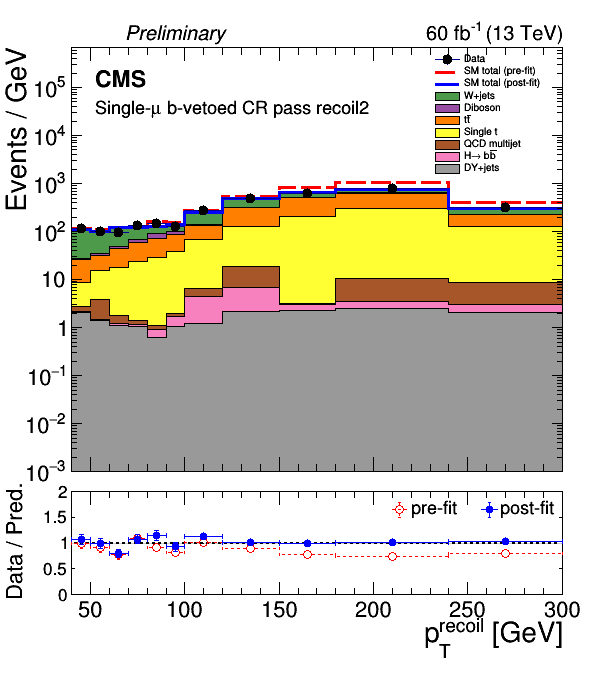 Preliminary 60 fb⁻¹ (13 TeV)
CMS
Single-μ b-vetoed CR pass recoil2
Data
SM total (pre-fit)
SM total (post-fit)
W+jets
Diboson
tt̅
Single t
QCD multijet
H→ bb̅
DY+jets
Events / GeV
10⁵
10⁴
10³
10²
10
1
10⁻¹
10⁻²
10⁻³
pre-fit post-fit
Data / Pred.
2
1.5
1
0.5
0
50 100 150 200 250 300
p_T^recoil [GeV]